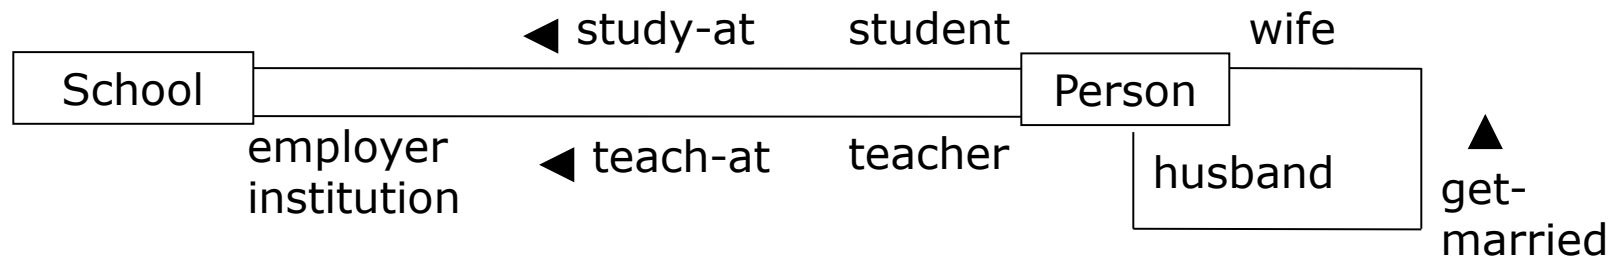 ◀ study-at student wife
School Person
employer ◀ teach-at teacher
institution
husband ▲
get-
married